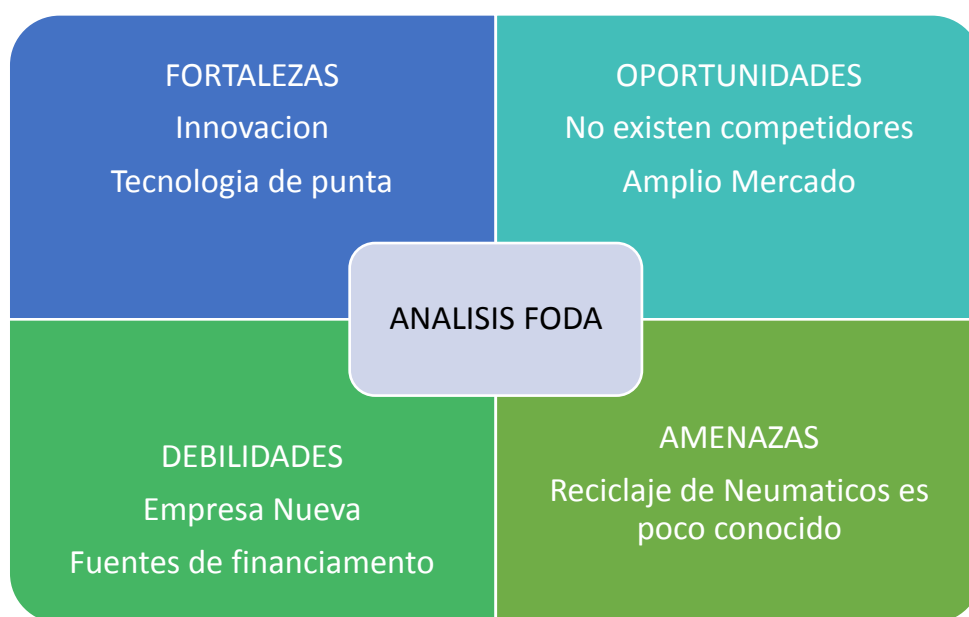 FORTALEZAS
Innovacion
Tecnologia de punta
OPORTUNIDADES
No existen competidores
Amplio Mercado
ANALISIS FODA
DEBILIDADES
Empresa Nueva
Fuentes de financiamento
AMENAZAS
Reciclaje de Neumaticos es
poco conocido